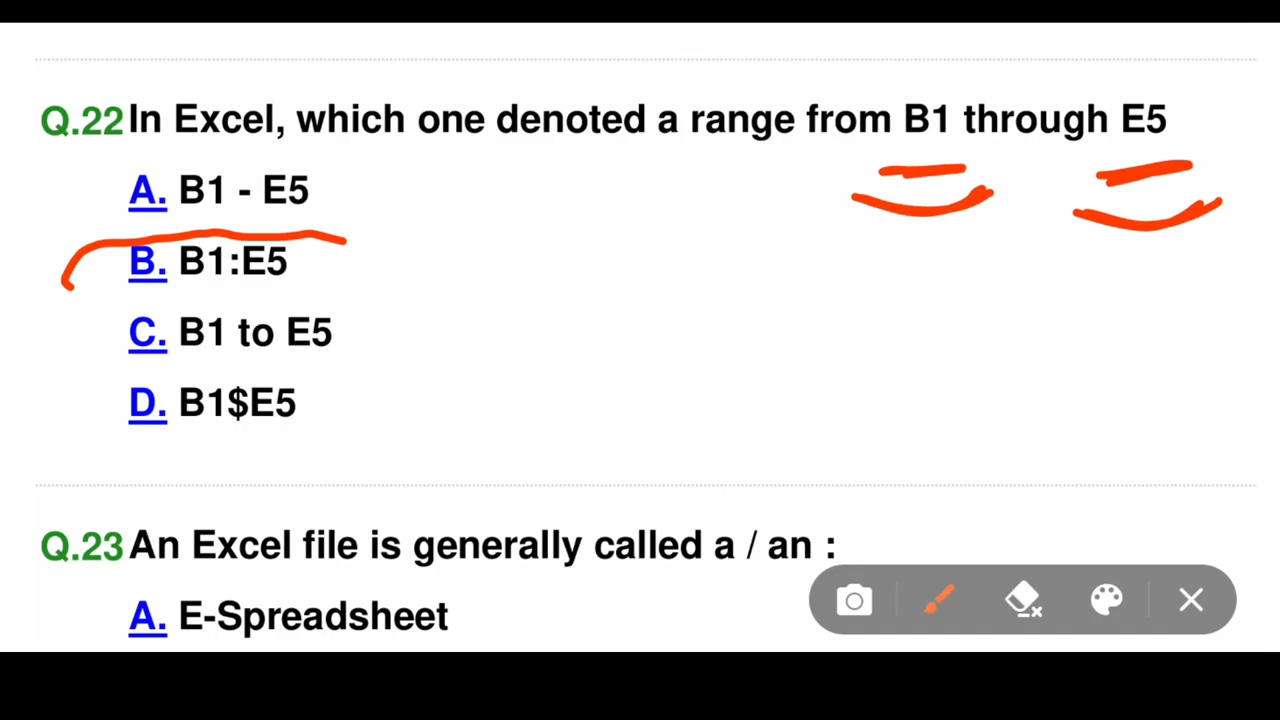 Q.22 In Excel, which one denoted a range from B1 through E5
A. B1 - E5
B. B1:E5
C. B1 to E5
D. B1$E5
Q.23 An Excel file is generally called a / an :
A. E-Spreadsheet